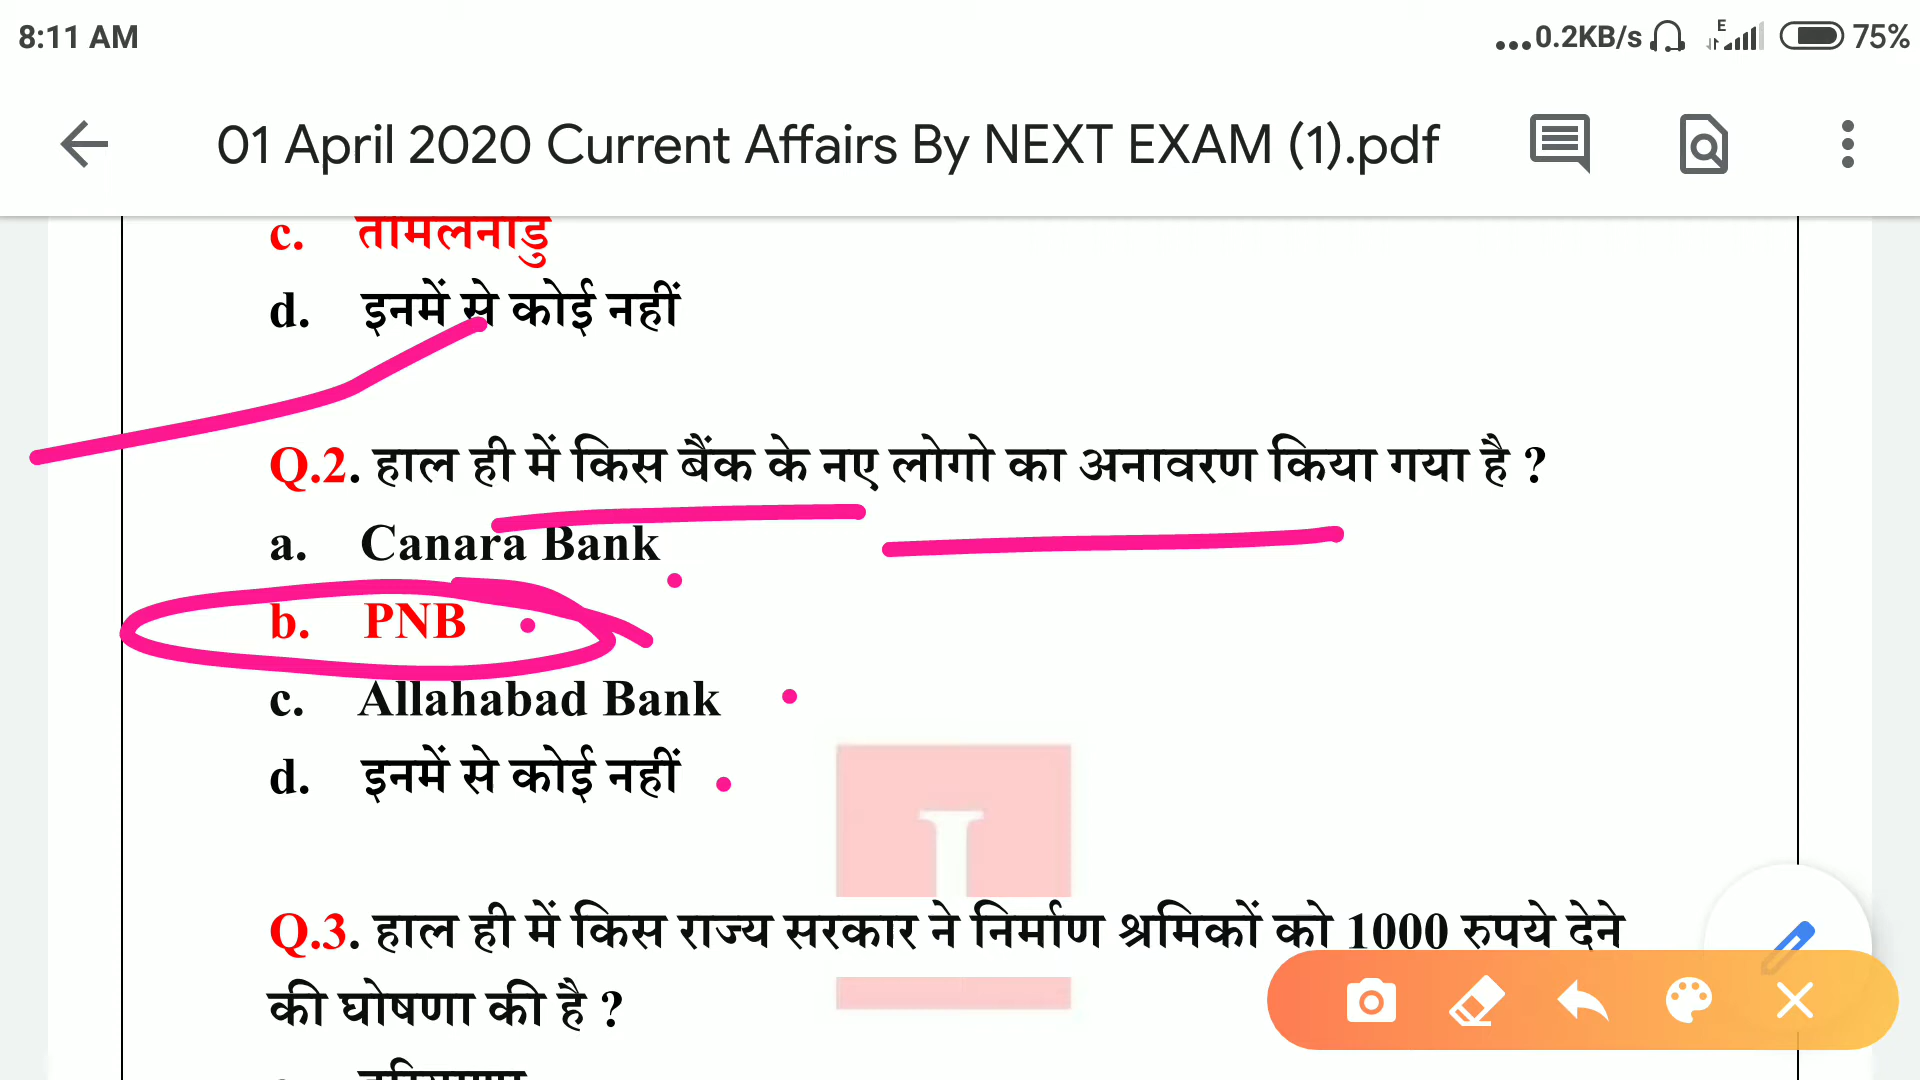 8:11 AM
...0.2KB/s E 75%
01 April 2020 Current Affairs By NEXT EXAM (1).pdf
c. तामिलनाडु
d. इनमें से कोई नहीं
Q.2. हाल ही में किस बैंक के नए लोगो का अनावरण किया गया है ?
a. Canara Bank
b. PNB
c. Allahabad Bank
d. इनमें से कोई नहीं
Q.3. हाल ही में किस राज्य सरकार ने निर्माण श्रमिकों को 1000 रुपये देने
की घोषणा की है ?